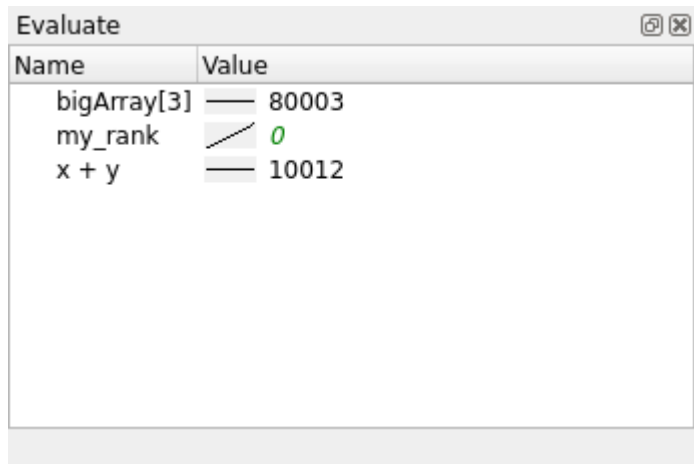 Evaluate
Name Value
bigArray[3] 80003
my_rank 0
x + y 10012